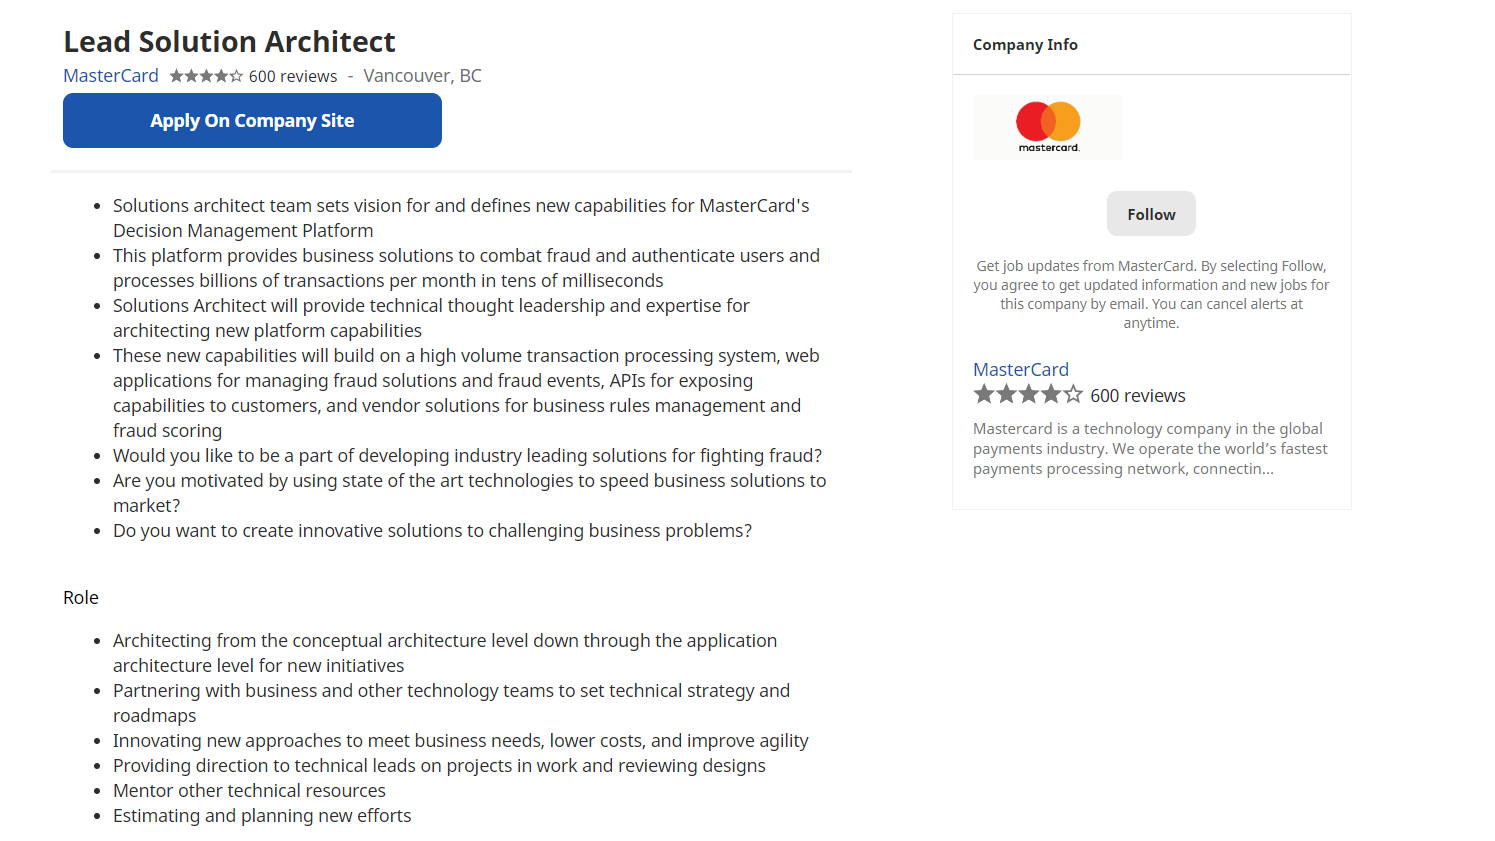 Lead Solution Architect
MasterCard 600 reviews - Vancouver, BC
Apply On Company Site
Solutions architect team sets vision for and defines new capabilities for MasterCard's
Decision Management Platform
This platform provides business solutions to combat fraud and authenticate users and
processes billions of transactions per month in tens of milliseconds
Solutions Architect will provide technical thought leadership and expertise for
architecting new platform capabilities
These new capabilities will build on a high volume transaction processing system, web
applications for managing fraud solutions and fraud events, APIs for exposing
capabilities to customers, and vendor solutions for business rules management and
fraud scoring
Would you like to be a part of developing industry leading solutions for fighting fraud?
Are you motivated by using state of the art technologies to speed business solutions to
market?
Do you want to create innovative solutions to challenging business problems?
Role
Architecting from the conceptual architecture level down through the application
architecture level for new initiatives
Partnering with business and other technology teams to set technical strategy and
roadmaps
Innovating new approaches to meet business needs, lower costs, and improve agility
Providing direction to technical leads on projects in work and reviewing designs
Mentor other technical resources
Estimating and planning new efforts
Company Info
mastercard.
Follow
Get job updates from MasterCard. By selecting Follow,
you agree to get updated information and new jobs for
this company by email. You can cancel alerts at
anytime.
MasterCard
600 reviews
Mastercard is a technology company in the global
payments industry. We operate the world’s fastest
payments processing network, connectin...